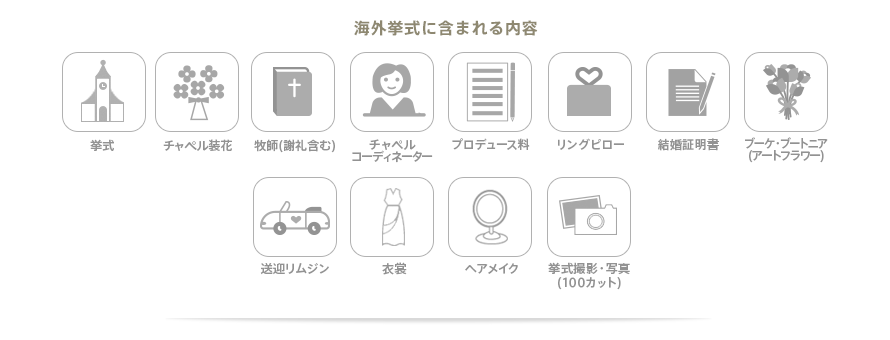 海外挙式に含まれる内容
挙式
チャペル装花
牧師(謝礼含む)
チャペル
コーディネーター
プロデュース料
リングピロー
結婚証明書
ブーケ・ブートニア
(アートフラワー)
送迎リムジン
衣裳
ヘアメイク
挙式撮影・写真
(100カット)